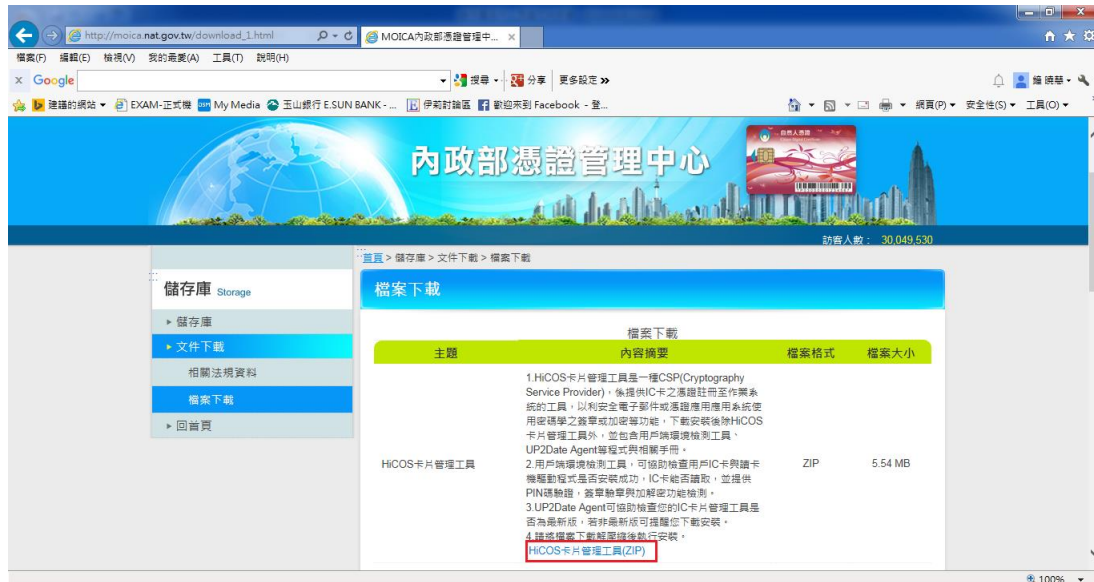 http://moica.nat.gov.tw/download_1.html
MOICA內政部憑證管理中...
檔案(F) 編輯(E) 檢視(V) 我的最愛(A) 工具(T) 說明(H)
x Google 搜尋 分享 更多設定 »
建議的網站 EXAM-正式機 My Media 玉山銀行 E.SUN BANK - ... 伊莉討論區 歡迎來到 Facebook - 登... 網頁(P) 安全性(S) 工具(O)
內政部憑證管理中心
自然人憑證
訪客人數： 30,049,530
首頁 > 儲存庫 > 文件下載 > 檔案下載
儲存庫 Storage
儲存庫
文件下載
相關法規資料
檔案下載
回首頁
檔案下載
檔案下載
主題 內容摘要 檔案格式 檔案大小
HiCOS卡片管理工具
1.HiCOS卡片管理工具是一種CSP(Cryptography
Service Provider)，係提供IC卡之憑證註冊至作業系
統的工具，以利安全電子郵件或憑證應用應用系統使
用密碼學之簽章或加密等功能，下載安裝後除HiCOS
卡片管理工具外，並包含用戶端環境檢測工具、
UP2Date Agent等程式與相關手冊。
2.用戶端環境檢測工具，可協助檢查用戶IC卡與讀卡
機驅動程式是否安裝成功，IC卡能否讀取，並提供
PIN碼驗證，簽章驗章與加解密功能檢測。
3.UP2Date Agent可協助檢查您的IC卡片管理工具是
否為最新版，若非最新版可提醒您下載安裝。
4.請將檔案下載解壓縮後執行安裝。
HiCOS卡片管理工具(ZIP)
ZIP
5.54 MB
100%